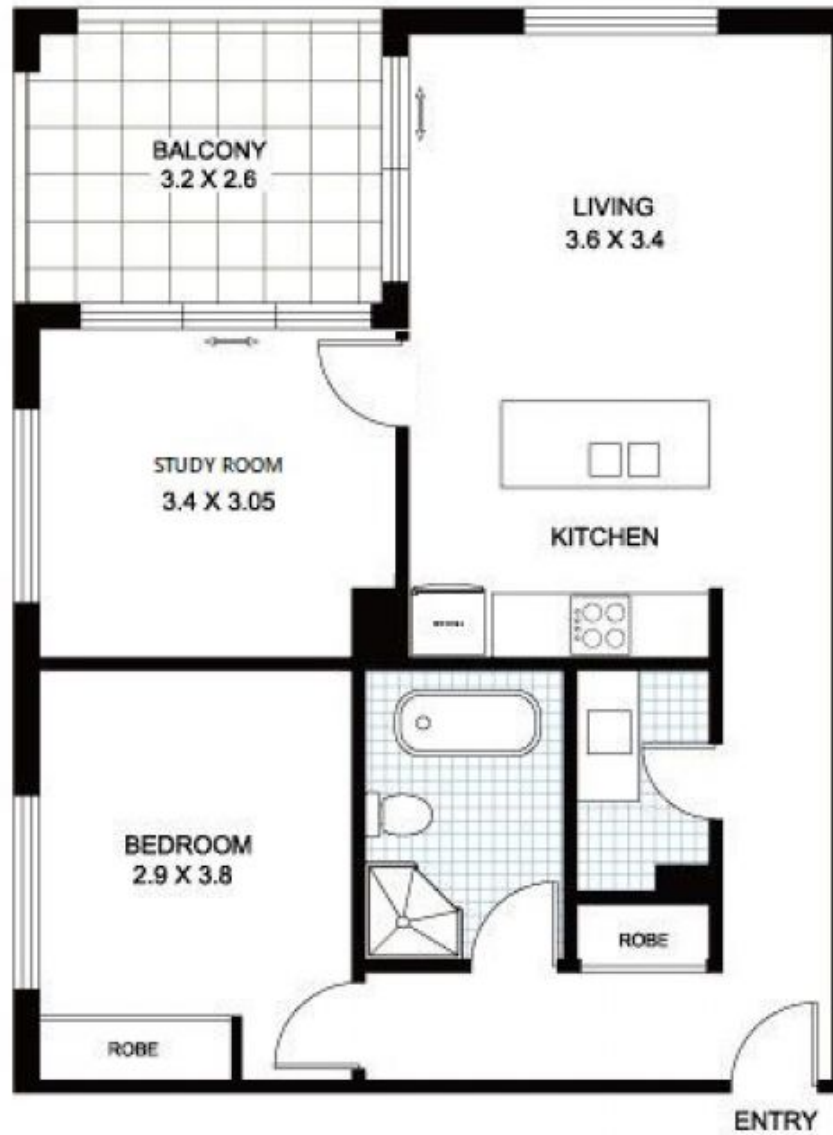 BALCONY
3.2 X 2.6
LIVING
3.6 X 3.4
STUDY ROOM
3.4 X 3.05
KITCHEN
BEDROOM
2.9 X 3.8
ROBE
ROBE
ENTRY